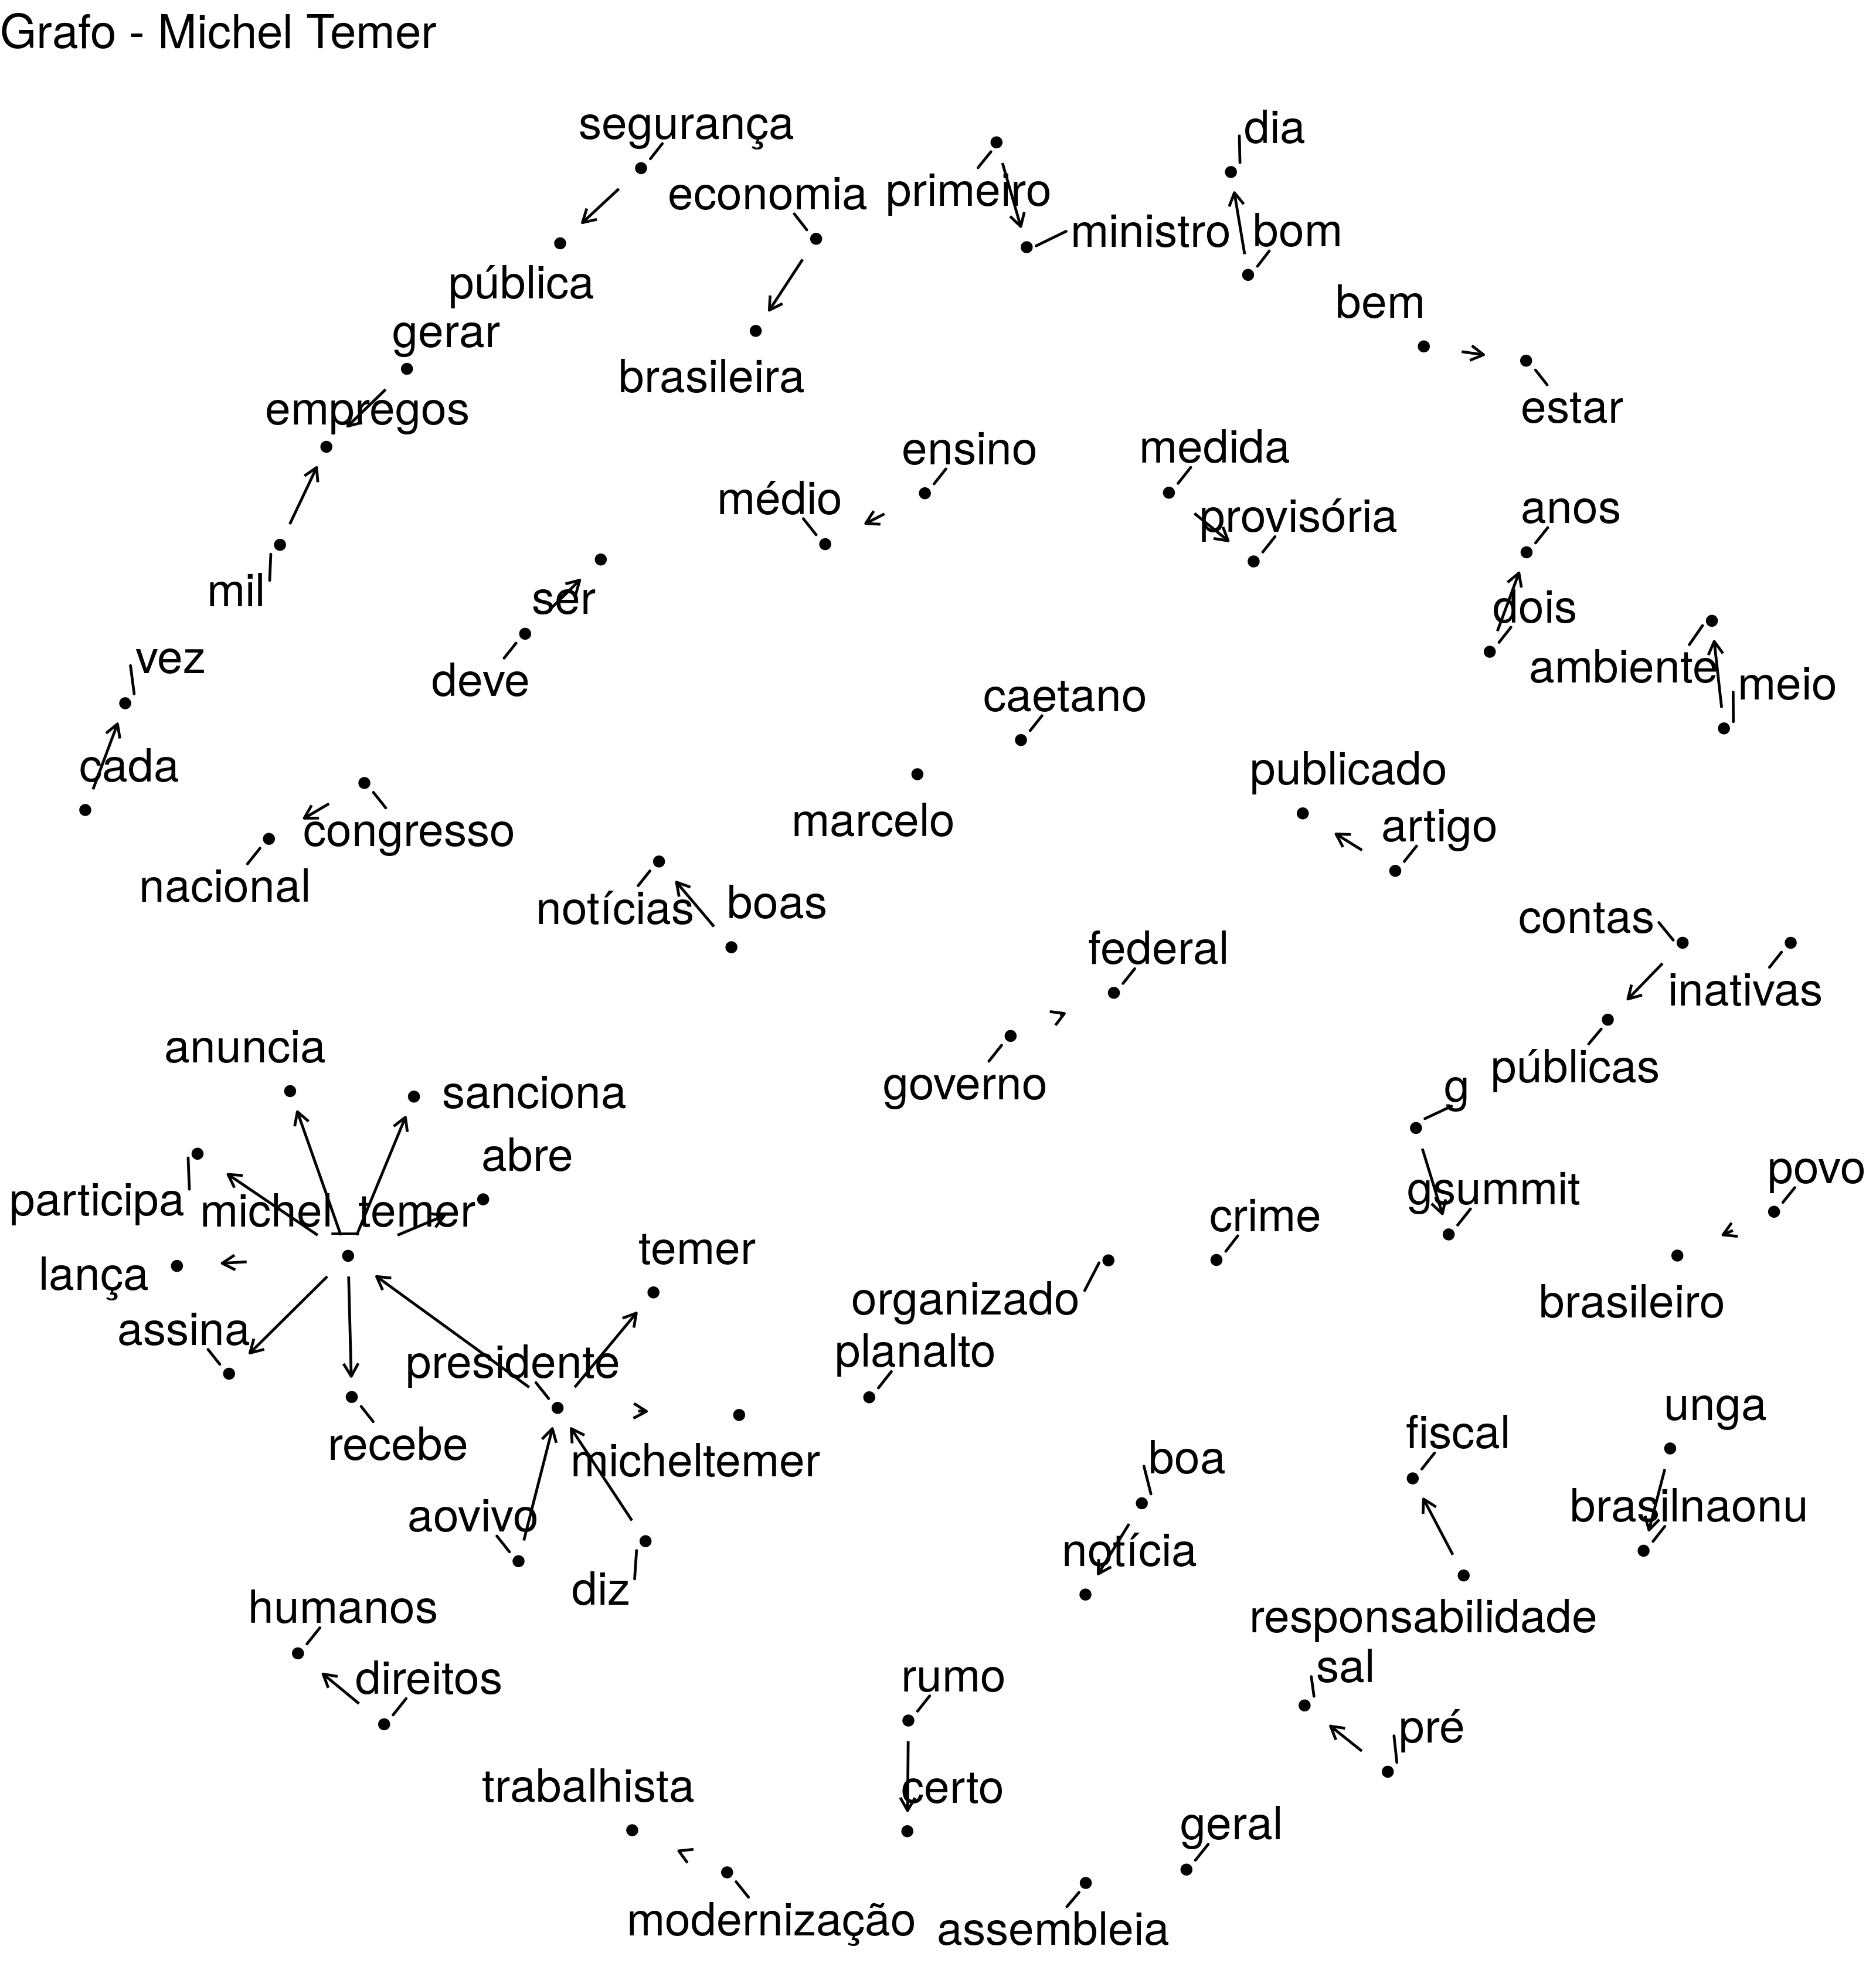 Grafo - Michel Temer
segurança
dia
economia
primeiro
ministro
bom
pública
bem
gerar
brasileira
empregos
estar
ensino
medida
médio
provisória
anos
mil
ser
dois
vez
ambiente
deve
meio
caetano
cada
publicado
marcelo
artigo
congresso
nacional
notícias
boas
contas
federal
inativas
anuncia
públicas
governo
g
sanciona
abre
povo
participa
michel_temer
gsummit
crime
temer
lança
organizado
brasileiro
assina
planalto
presidente
unga
fiscal
recebe
micheltemer
boa
aovivo
brasilnaonu
notícia
diz
humanos
responsabilidade
sal
direitos
rumo
pré
trabalhista
certo
geral
modernização
assembleia